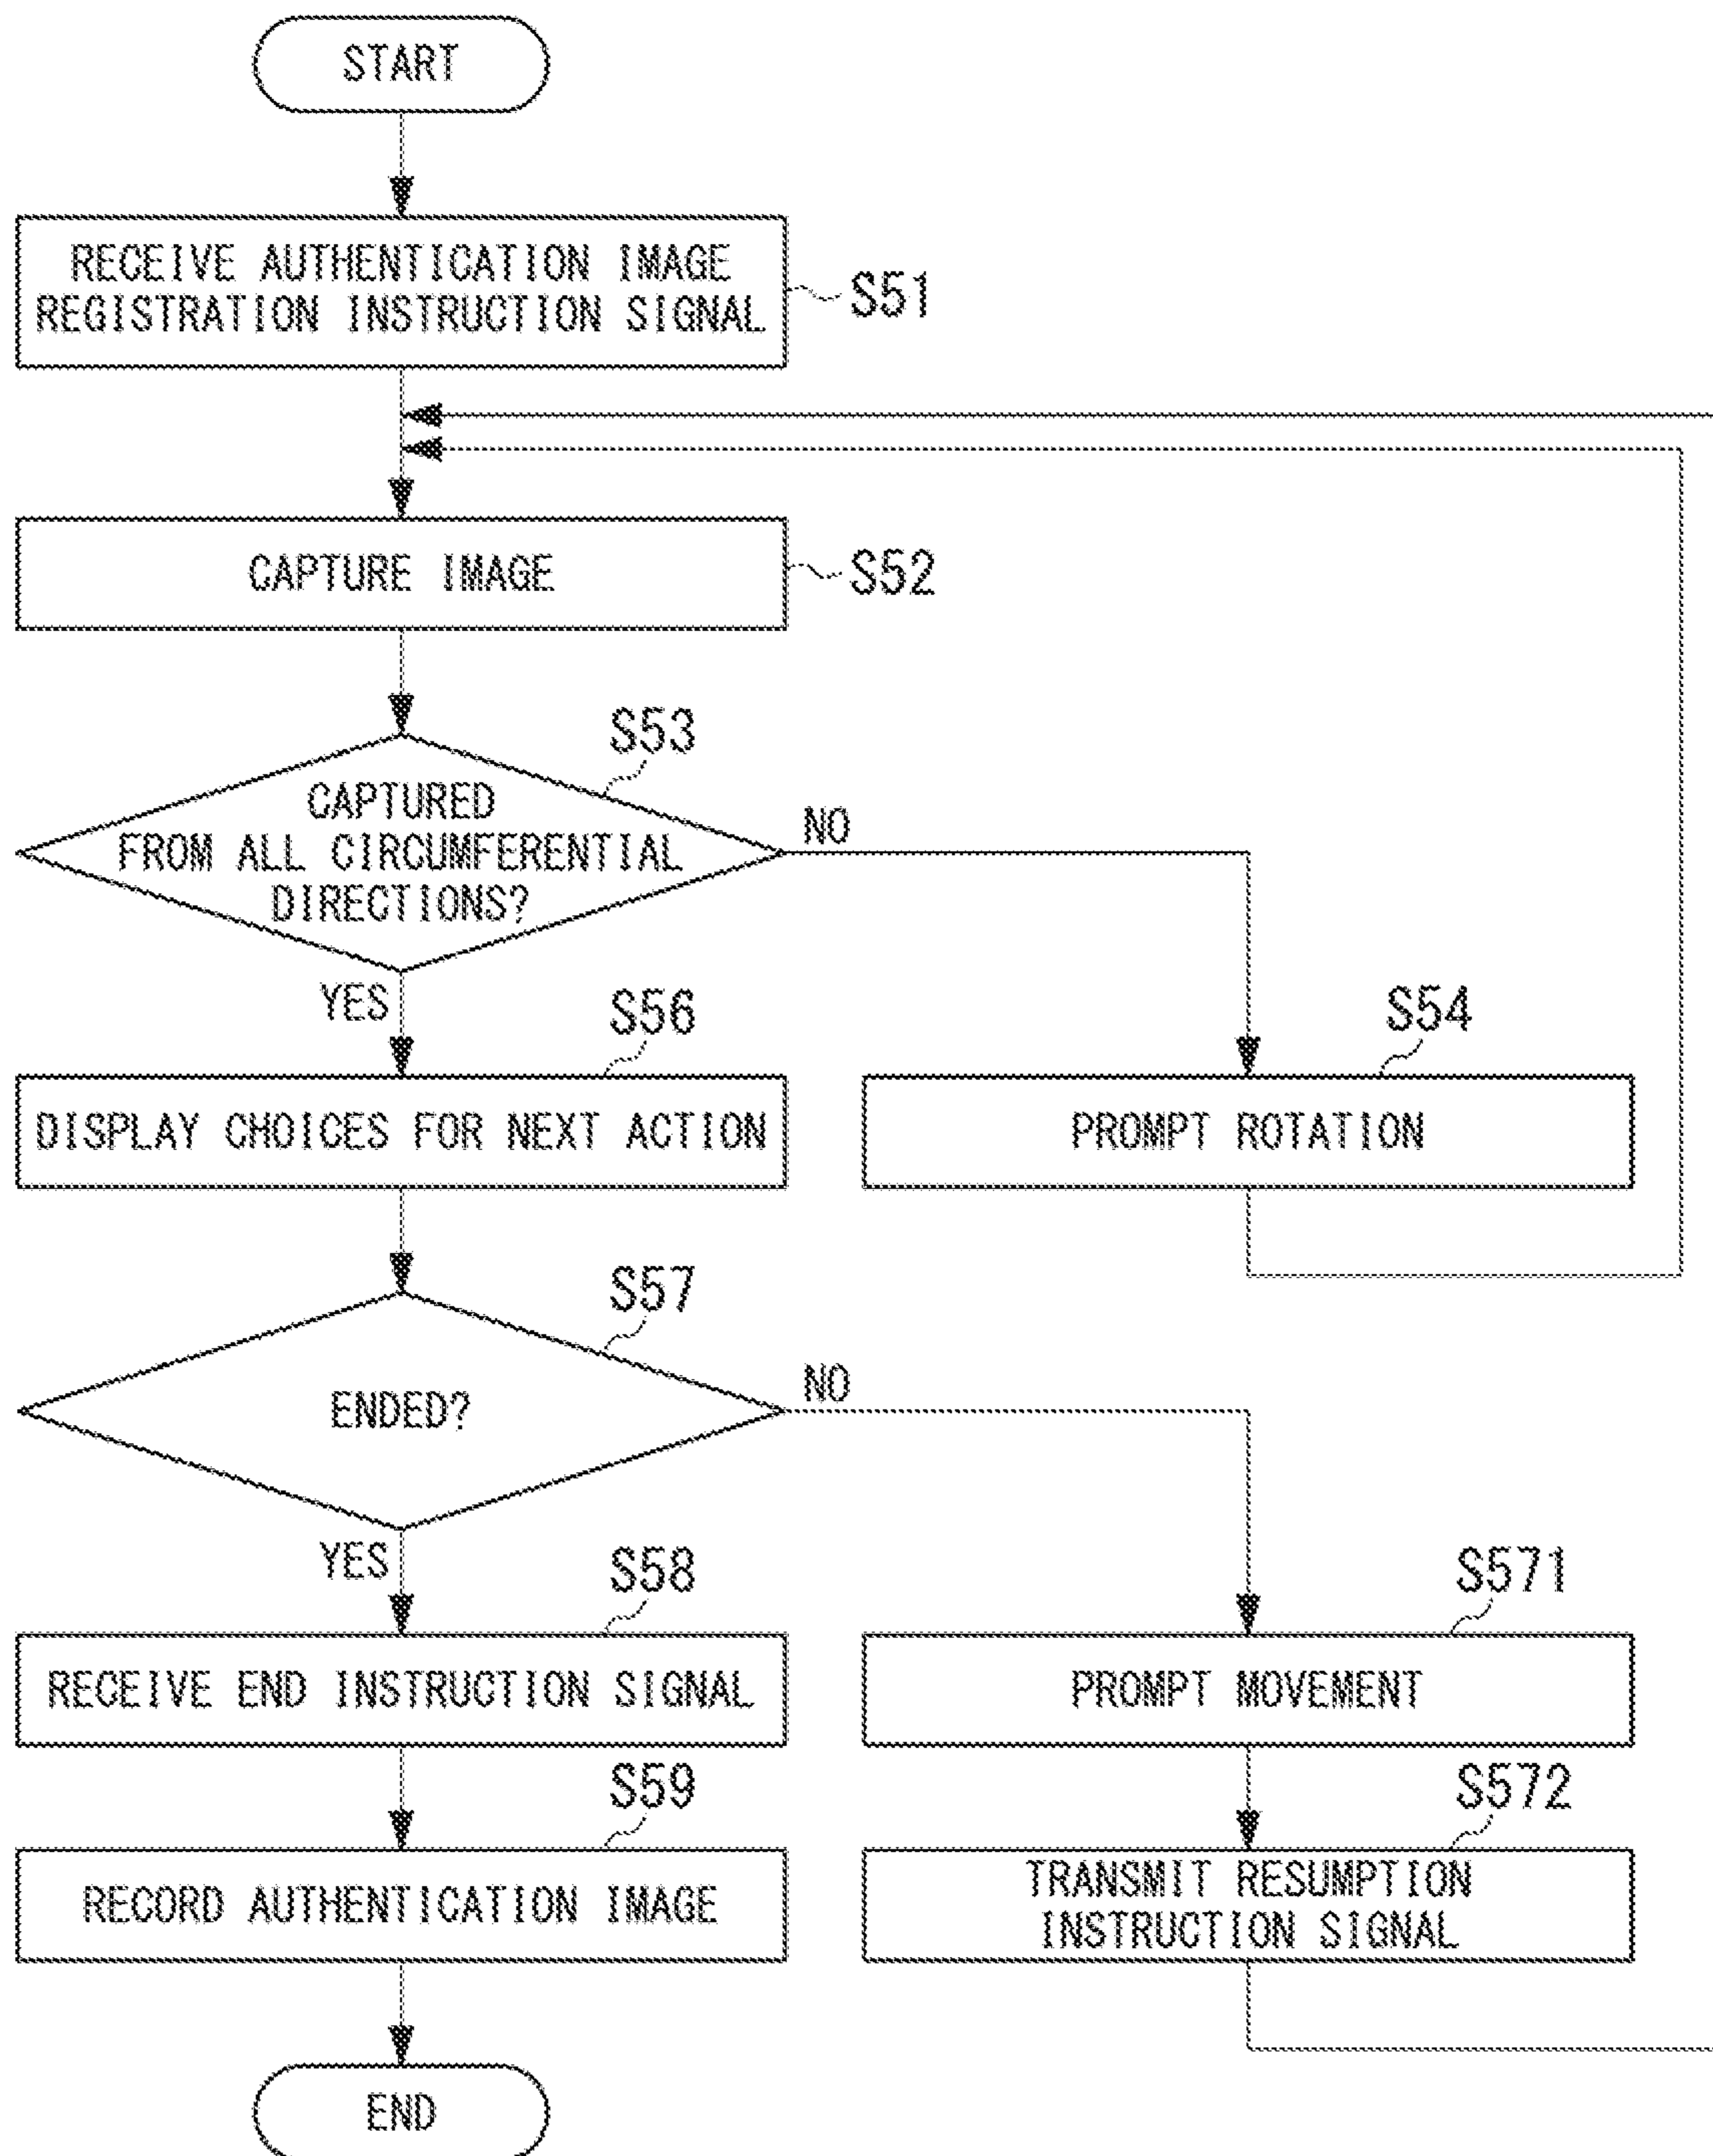 START
RECEIVE AUTHENTICATION IMAGE
REGISTRATION INSTRUCTION SIGNAL
S51
CAPTURE IMAGE
S52
S53
CAPTURED
FROM ALL CIRCUMFERENTIAL
DIRECTIONS?
NO
YES
S56
S54
DISPLAY CHOICES FOR NEXT ACTION
PROMPT ROTATION
S57
ENDED?
NO
YES
S58
S571
RECEIVE END INSTRUCTION SIGNAL
PROMPT MOVEMENT
S59
S572
RECORD AUTHENTICATION IMAGE
TRANSMIT RESUMPTION
INSTRUCTION SIGNAL
END